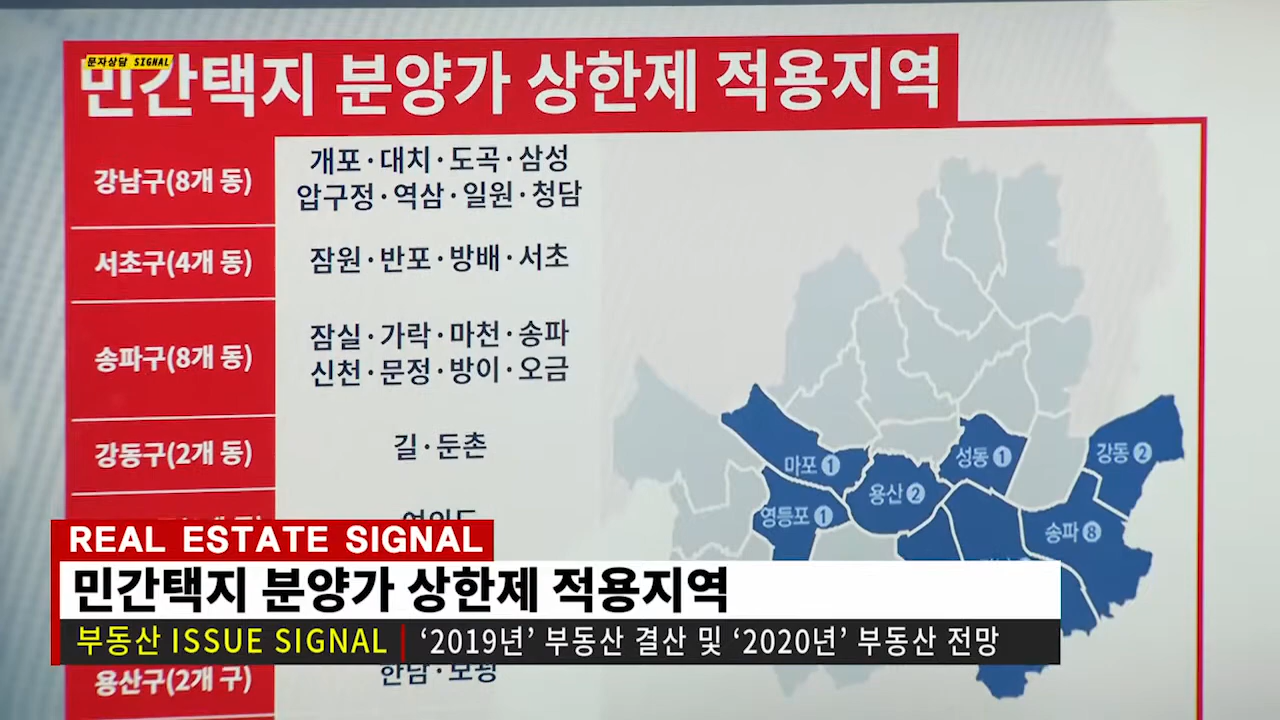 문자상담 SIGNAL
민간택지 분양가 상한제 적용지역
강남구(8개 동)
개포·대치·도곡·삼성
압구정·역삼·일원·청담
서초구(4개 동)
잠원·반포·방배·서초
송파구(8개 동)
잠실·가락·마천·송파
신천·문정·방이·오금
강동구(2개 동)
길·둔촌
마포 1
용산 2
성동 1
강동 2
영등포 1
송파 8
REAL ESTATE SIGNAL
민간택지 분양가 상한제 적용지역
부동산 ISSUE SIGNAL
‘2019년’ 부동산 결산 및 ‘2020년’ 부동산 전망
용산구(2개 구)
한남·보광